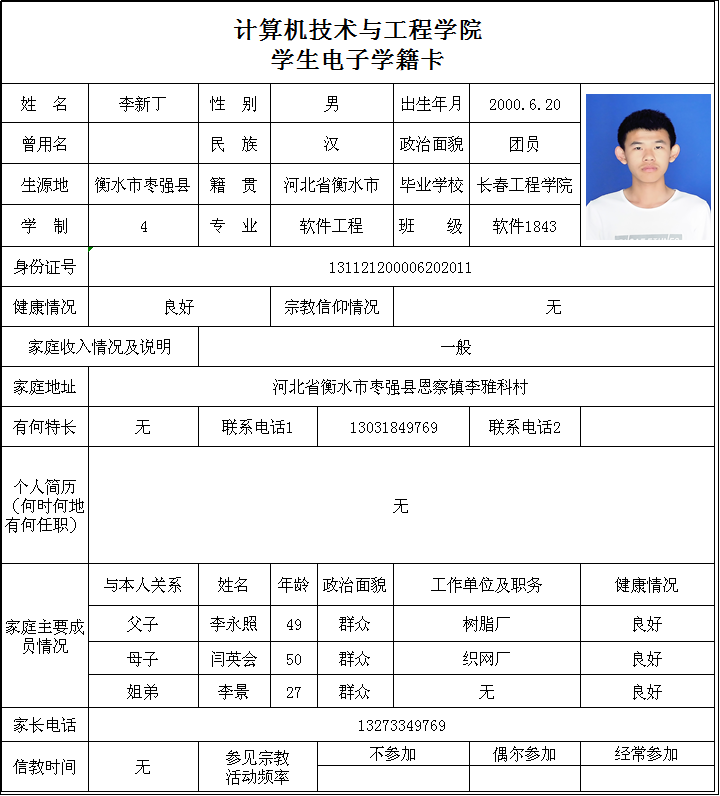 计算机技术与工程学院
学生电子学籍卡
姓 名 李新丁 性 别 男 出生年月 2000.6.20
曾用名 民 族 汉 政治面貌 团员
生源地 衡水市枣强县 籍 贯 河北省衡水市 毕业学校 长春工程学院
学 制 4 专 业 软件工程 班 级 软件1843
身份证号 131121200006202011
健康情况 良好 宗教信仰情况 无
家庭收入情况及说明 一般
家庭地址 河北省衡水市枣强县恩察镇李雅科村
有何特长 无 联系电话1 13031849769 联系电话2
个人简历
（何时何地
有何任职）
无
家庭主要成
员情况
与本人关系 姓名 年龄 政治面貌 工作单位及职务 健康情况
父子 李永照 49 群众 树脂厂 良好
母子 闫英会 50 群众 织网厂 良好
姐弟 李景 27 群众 无 良好
家长电话 13273349769
信教时间 无 参见宗教
活动频率
不参加 偶尔参加 经常参加